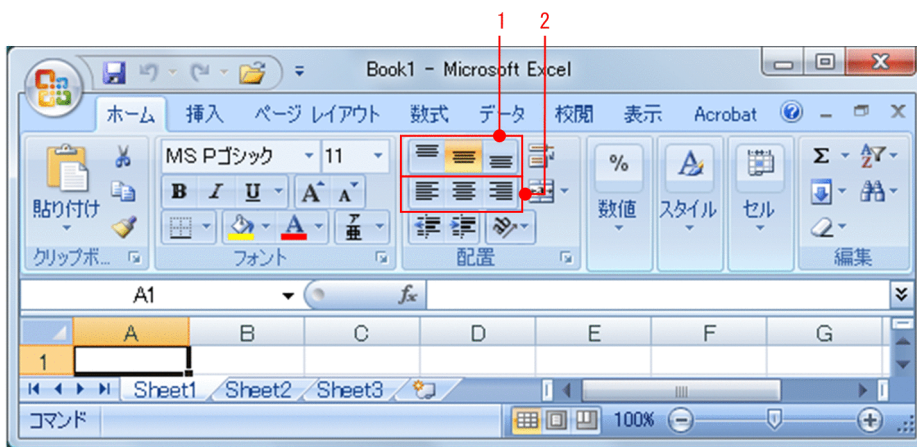 1 2
Book1 - Microsoft Excel
ホーム 挿入 ページ レイアウト 数式 データ 校閲 表示 Acrobat
MS Pゴシック 11 %
B I U A A Σ
貼り付け A ア亜 数値 スタイル セル
クリップボ... フォント 配置 編集
A1 fx
A B C D E F G
1
Sheet1 Sheet2 Sheet3
コマンド 100%